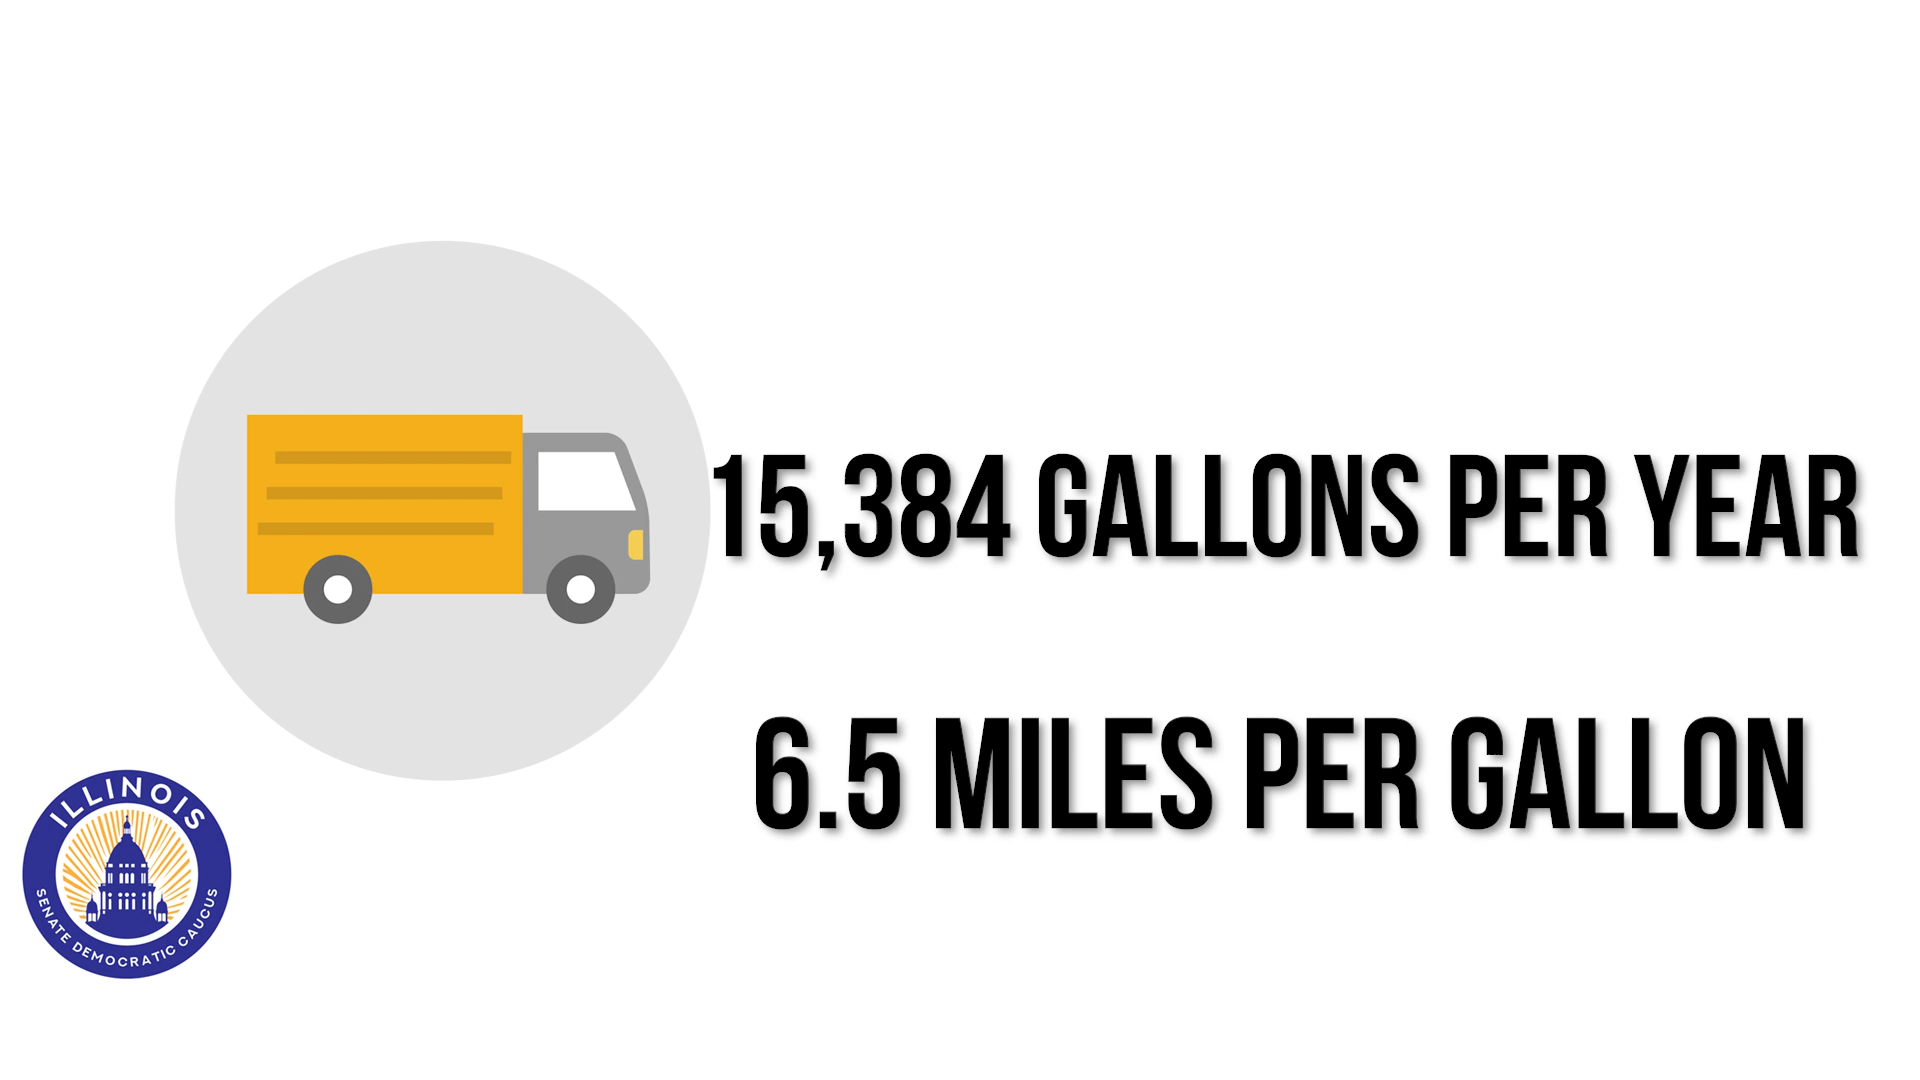 15,384 GALLONS PER YEAR
6.5 MILES PER GALLON
ILLINOIS
SENATE DEMOCRATIC CAUCUS